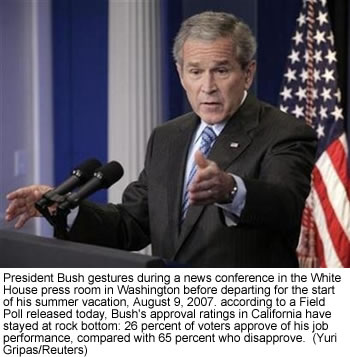 President Bush gestures during a news conference in the White
House press room in Washington before departing for the start
of his summer vacation, August 9, 2007. according to a Field
Poll released today, Bush's approval ratings in California have
stayed at rock bottom: 26 percent of voters approve of his job
performance, compared with 65 percent who disapprove.  (Yuri
Gripas/Reuters)